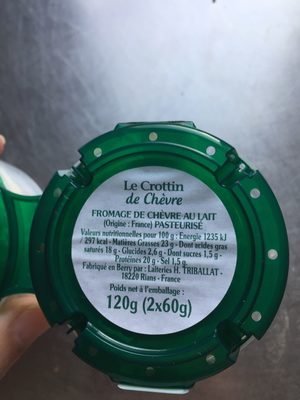 Le Crottin
de Chèvre
FROMAGE DE CHÈVRE AU LAIT
(Origine : France) PASTEURISÉ
Valeurs nutritionnelles pour 100 g : Energie 1235 kJ
/ 297 kcal - Matières Grasses 23 g - Dont acides gras
saturés 18 g - Glucides 2,6 g - Dont sucres 1,5 g -
Protéines 20 g - Sel 1,5 g.
Fabriqué en Berry par : Laiteries H. TRIBALLAT -
18220 Rians - France
Poids net à l'emballage :
120g (2x60g)